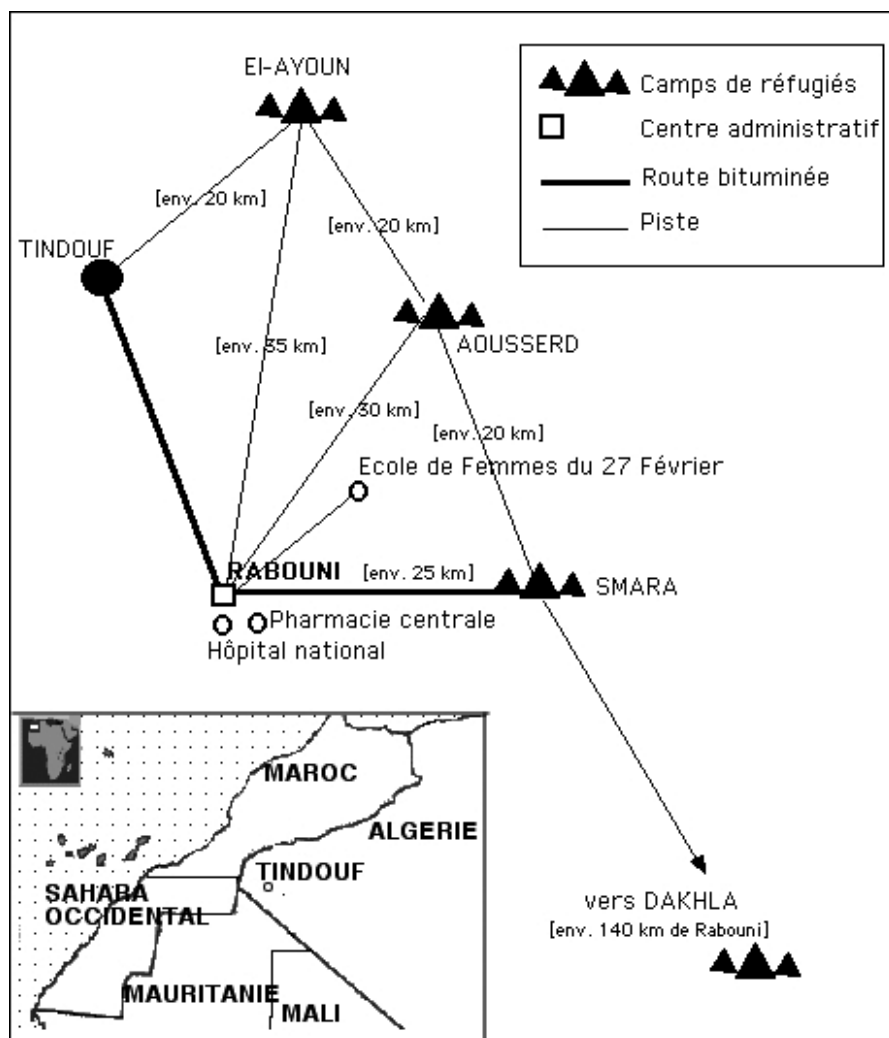 El-AYOUN
Camps de réfugiés
Centre administratif
Route bituminée
Piste
[env. 20 km]
[env. 20 km]
TINDOUF
[env. 35 km]
AOUSSERD
[env. 30 km]
[env. 20 km]
Ecole de Femmes du 27 Février
RABOUNI
[env. 25 km]
SMARA
Pharmacie centrale
Hôpital national
MAROC
ALGERIE
TINDOUF
SAHARA
OCCIDENTAL
MAURITANIE
MALI
vers DAKHLA
[env. 140 km de Rabouni]